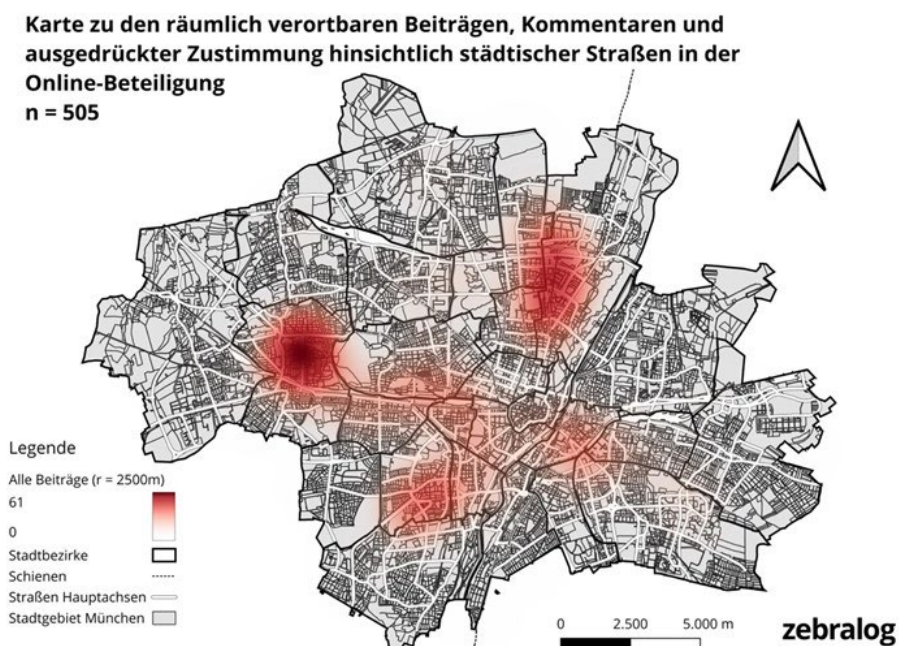 Karte zu den räumlich verortbaren Beiträgen, Kommentaren und
ausgedrückter Zustimmung hinsichtlich städtischer Straßen in der
Online-Beteiligung
n = 505
Legende
Alle Beiträge (r = 2500m)
61
0
Stadtbezirke
Schienen
Straßen Hauptachsen
Stadtgebiet München
0 2.500 5.000 m
zebralog